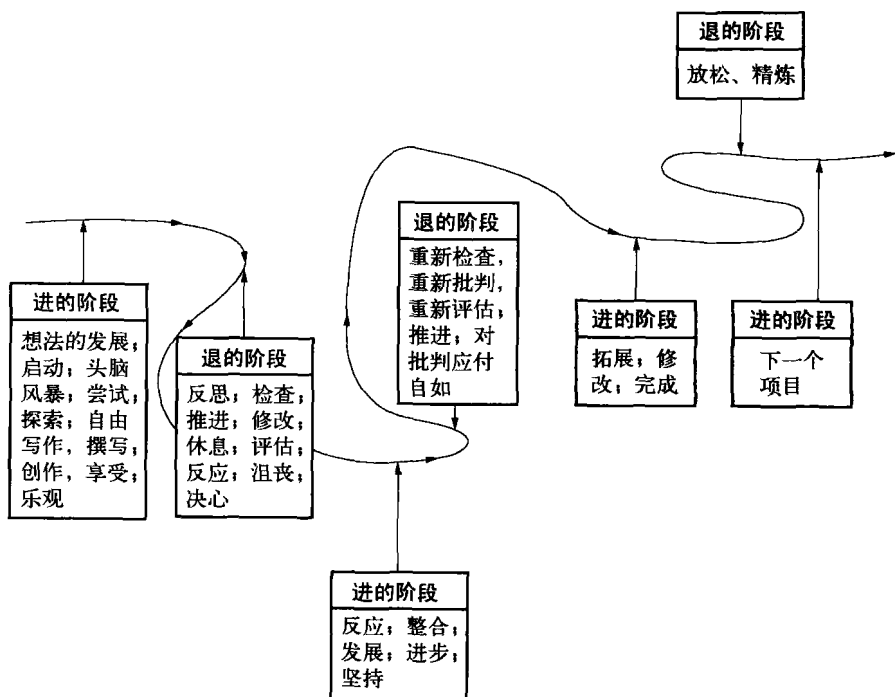 退的阶段
放松、精炼
进的阶段
想法的发展；
启动；头脑
风暴；尝试；
探索；自由
写作，撰写；
创作，享受；
乐观
退的阶段
反思；检查；
推进；修改；
休息；评估；
反应；沮丧；
决心
进的阶段
反应；整合；
发展；进步；
坚持
退的阶段
重新检查，
重新批判，
重新评估；
推进；对
批判应付
自如
进的阶段
拓展；修
改；完成
进的阶段
下一个
项目